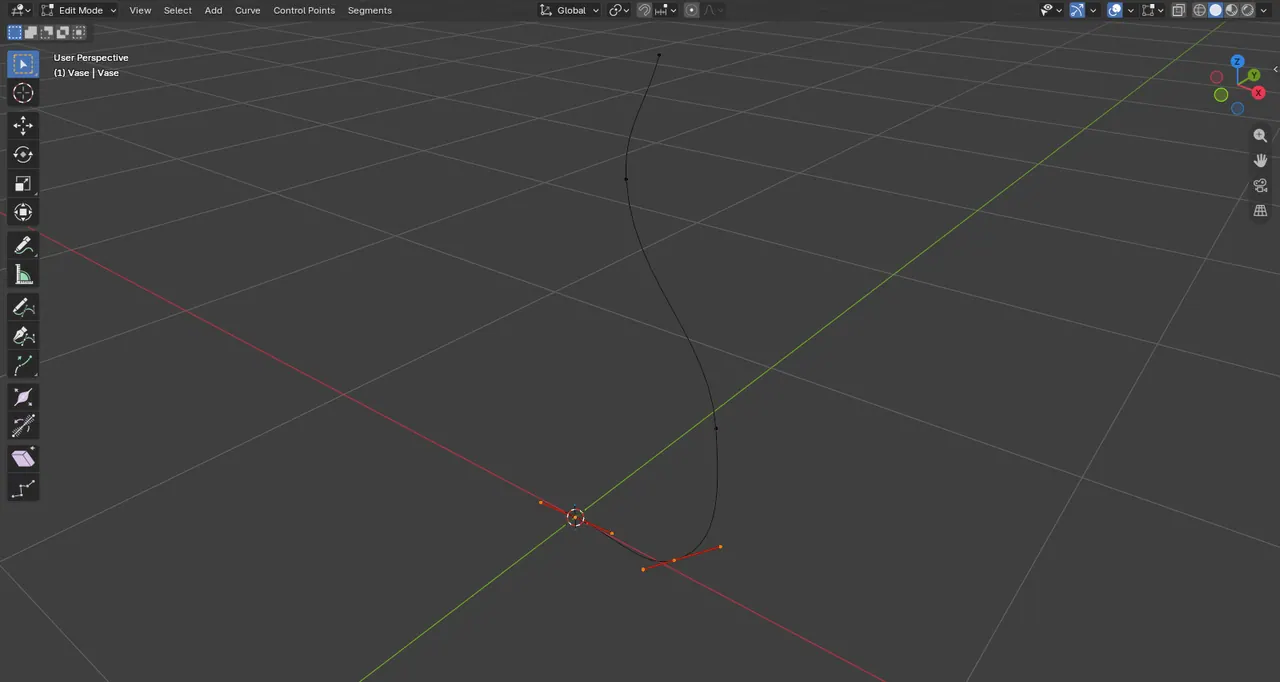 Edit Mode View Select Add Curve Control Points Segments Global
User Perspective
(1) Vase | Vase
Z
Y
X